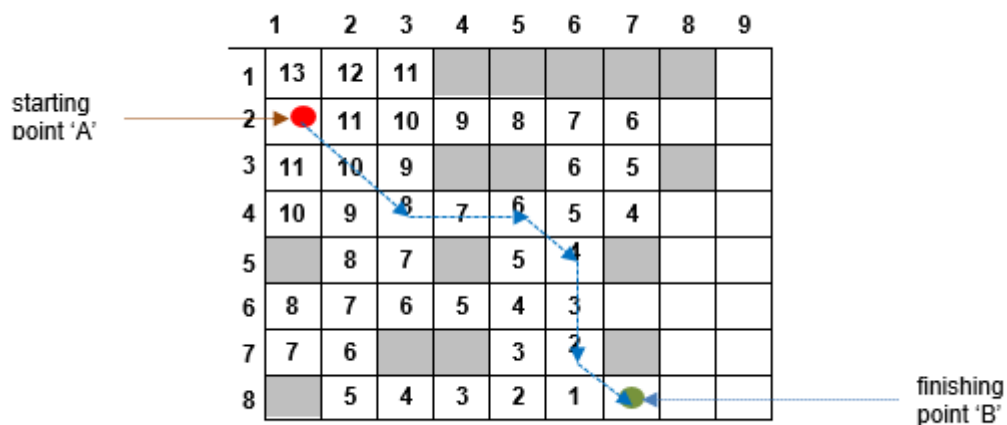 1 2 3 4 5 6 7 8 9
1 13 12 11
starting
point ‘A’
2 11 10 9 8 7 6
3 11 10 9 6 5
4 10 9 8 7 6 5 4
5 8 7 5 4
6 8 7 6 5 4 3
7 7 6 3 2
8 5 4 3 2 1
finishing
point ‘B’